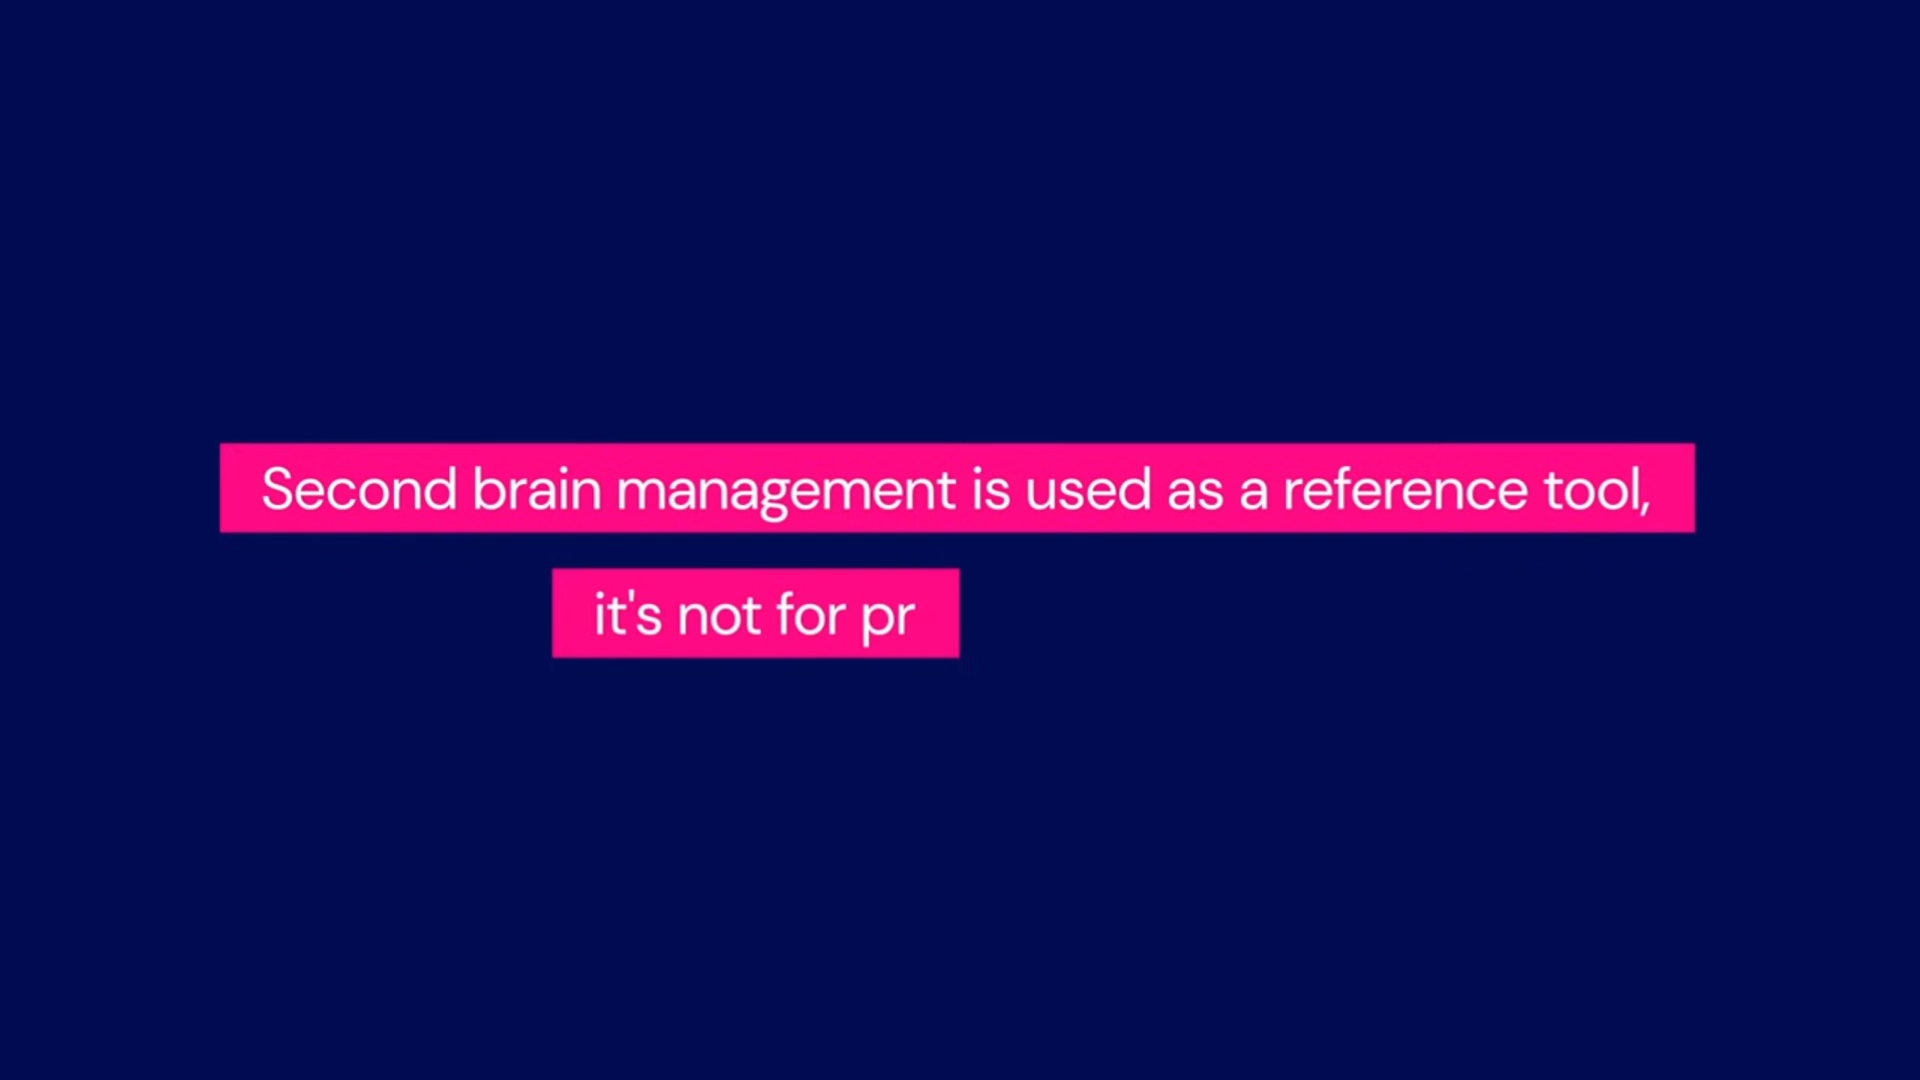 Second brain management is used as a reference tool,
it's not for pr